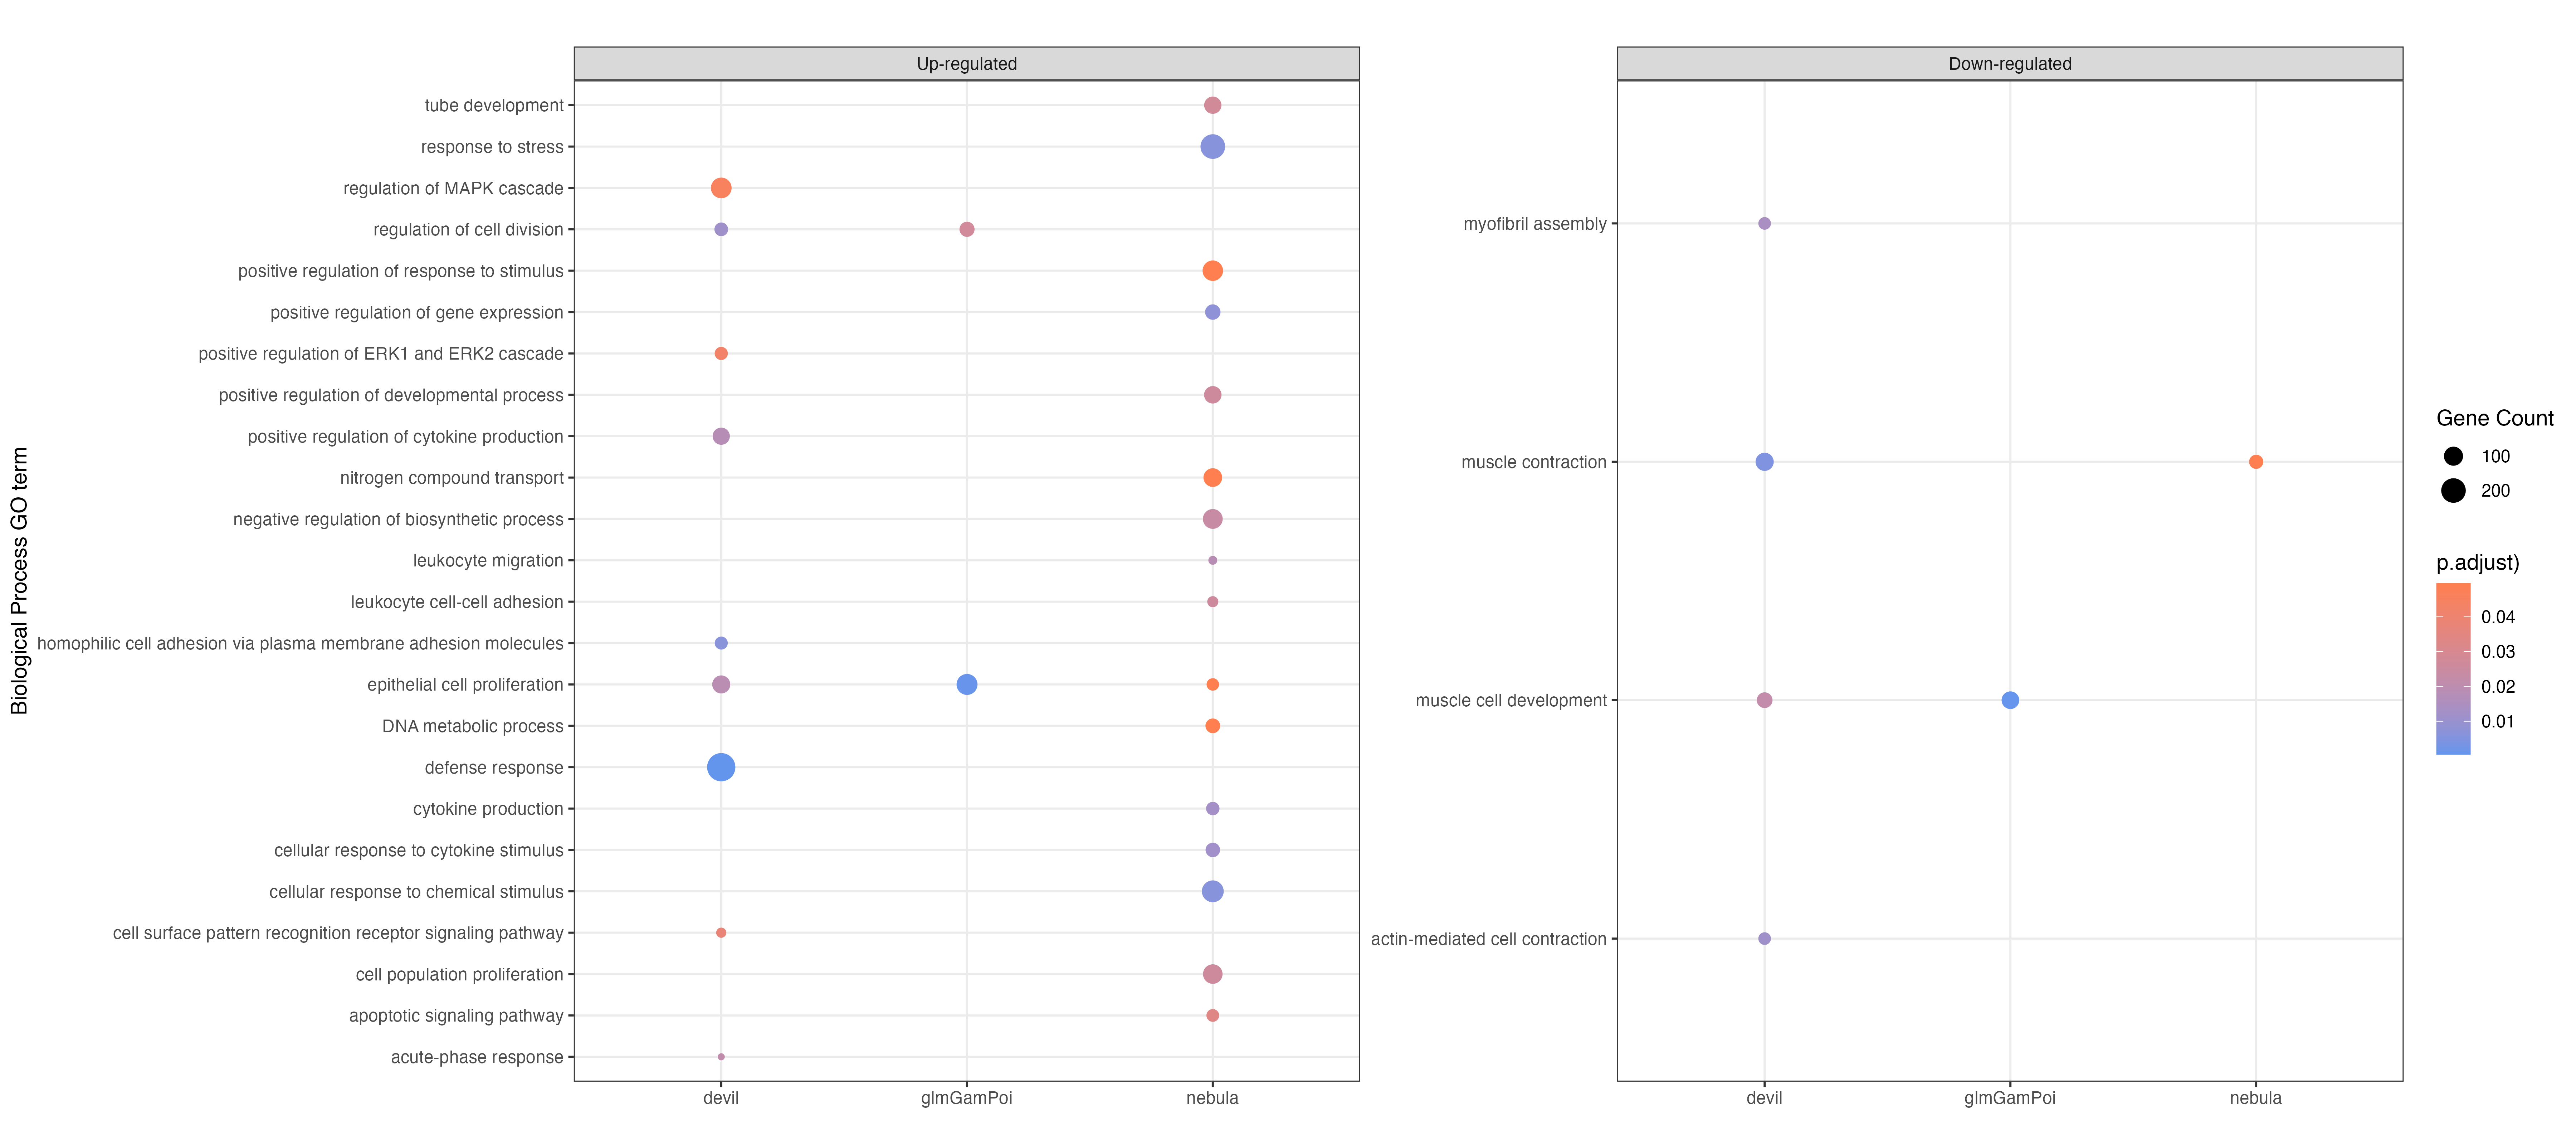 Up-regulated
Down-regulated
Biological Process GO term
tube development
response to stress
regulation of MAPK cascade
regulation of cell division
positive regulation of response to stimulus
positive regulation of gene expression
positive regulation of ERK1 and ERK2 cascade
positive regulation of developmental process
positive regulation of cytokine production
nitrogen compound transport
negative regulation of biosynthetic process
leukocyte migration
leukocyte cell-cell adhesion
homophilic cell adhesion via plasma membrane adhesion molecules
epithelial cell proliferation
DNA metabolic process
defense response
cytokine production
cellular response to cytokine stimulus
cellular response to chemical stimulus
cell surface pattern recognition receptor signaling pathway
cell population proliferation
apoptotic signaling pathway
acute-phase response
devil
glmGamPoi
nebula
myofibril assembly
muscle contraction
muscle cell development
actin-mediated cell contraction
devil
glmGamPoi
nebula
Gene Count
100
200
p.adjust)
0.04
0.03
0.02
0.01